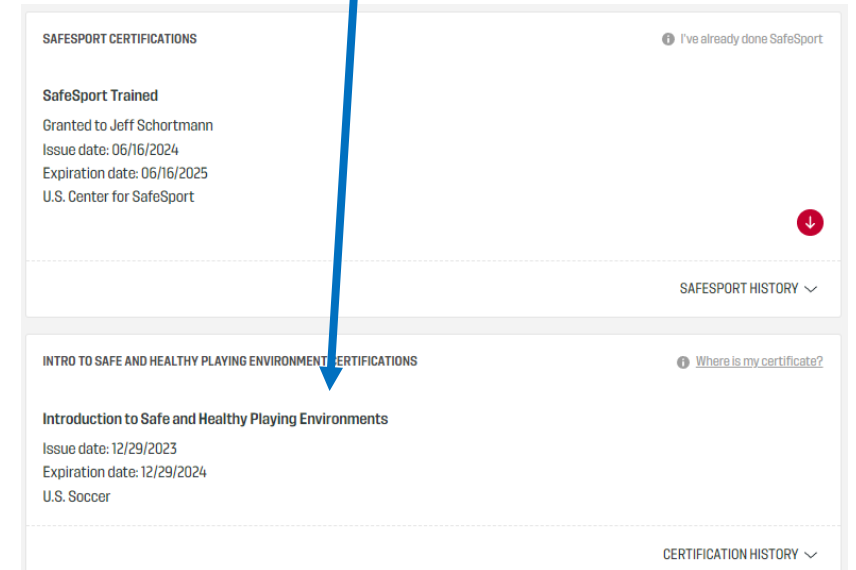 SAFESPORT CERTIFICATIONS
I've already done SafeSport
SafeSport Trained
Granted to Jeff Schortmann
Issue date: 06/16/2024
Expiration date: 06/16/2025
U.S. Center for SafeSport
SAFESPORT HISTORY
INTRO TO SAFE AND HEALTHY PLAYING ENVIRONMENT CERTIFICATIONS
Where is my certificate?
Introduction to Safe and Healthy Playing Environments
Issue date: 12/29/2023
Expiration date: 12/29/2024
U.S. Soccer
CERTIFICATION HISTORY